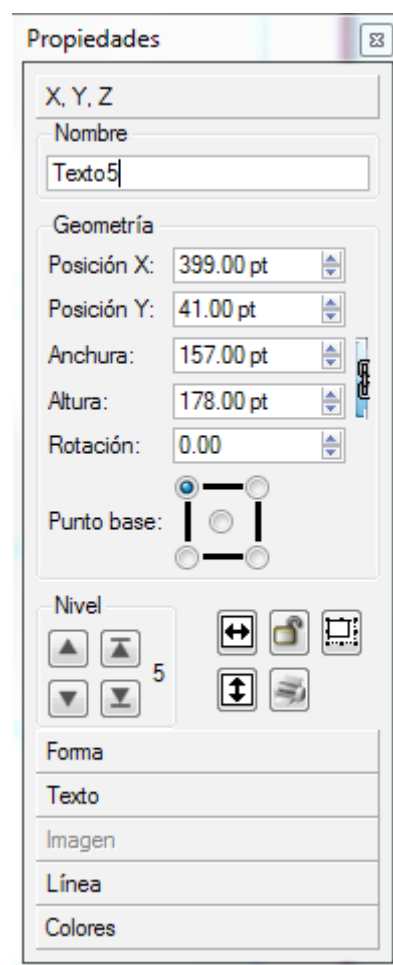 Propiedades
X, Y, Z
Nombre
Texto5
Geometría
Posición X: 399.00 pt
Posición Y: 41.00 pt
Anchura: 157.00 pt
Altura: 178.00 pt
Rotación: 0.00
Punto base:
Nivel
5
Forma
Texto
Imagen
Línea
Colores